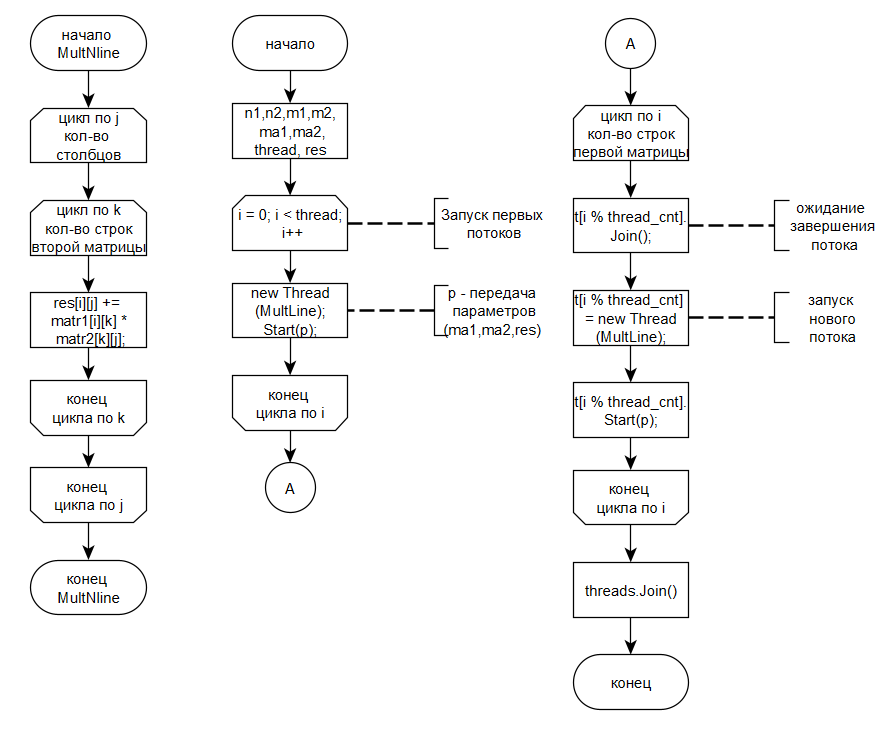 начало
MultNline
цикл по j
кол-во
столбцов
цикл по k
кол-во строк
второй матрицы
res[i][j] +=
matr1[i][k] *
matr2[k][j];
конец
цикла по k
конец
цикла по j
конец
MultNline
начало
n1,n2,m1,m2,
ma1,ma2,
thread, res
i = 0; i < thread;
i++
Запуск первых
потоков
new Thread
(MultLine);
Start(p);
p - передача
параметров
(ma1,ma2,res)
конец
цикла по i
A
A
цикл по i
кол-во строк
первой матрицы
t[i % thread_cnt].
Join();
ожидание
завершения
потока
t[i % thread_cnt]
= new Thread
(MultLine);
запуск
нового
потока
t[i % thread_cnt].
Start(p);
конец
цикла по i
threads.Join()
конец